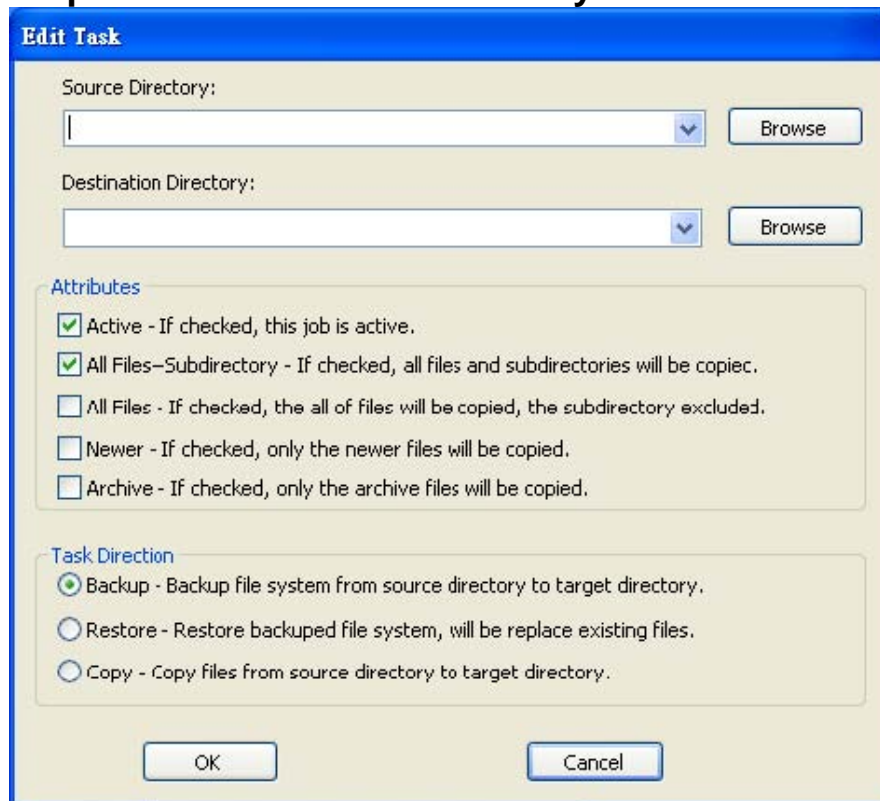 Edit Task
Source Directory:
Browse
Destination Directory:
Browse
Attributes
Active - If checked, this job is active.
All Files-Subdirectory - If checked, all files and subdirectories will be copiec.
All Files - If checked, the all of files will be copied, the subdirectory excluded.
Newer - If checked, only the newer files will be copied.
Archive - If checked, only the archive files will be copied.
Task Direction
Backup - Backup file system from source directory to target directory.
Restore - Restore backuped file system, will be replace existing files.
Copy - Copy files from source directory to target directory.
OK
Cancel